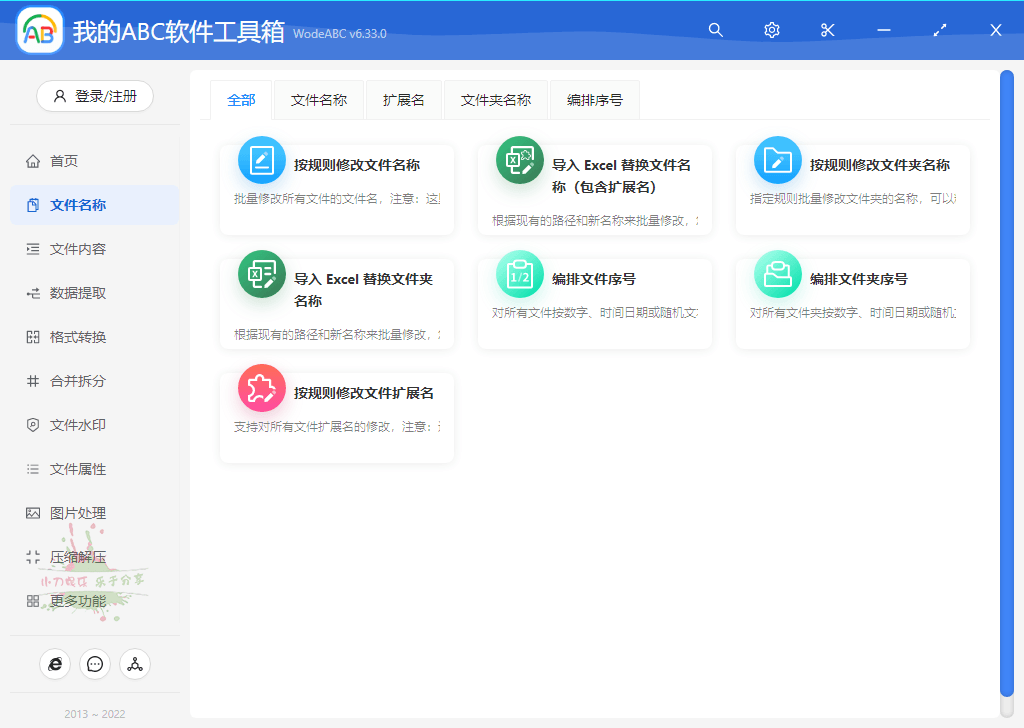 我的ABC软件工具箱 WodeABC v6.33.0
登录/注册
首页
文件名称
文件内容
数据提取
格式转换
合并拆分
文件水印
文件属性
图片处理
压缩解压
更多功能
2013 ~ 2022
全部 文件名称 扩展名 文件夹名称 编排序号
按规则修改文件名称
批量修改所有文件的文件名，注意：这
导入 Excel 替换文件名
称（包含扩展名）
根据现有的路径和新名称来批量修改，
按规则修改文件夹名称
指定规则批量修改文件夹的名称，可以
导入 Excel 替换文件夹
名称
根据现有的路径和新名称来批量修改，
1/2
编排文件序号
对所有文件按数字、时间日期或随机文
编排文件夹序号
对所有文件夹按数字、时间日期或随机
按规则修改文件扩展名
支持对所有文件扩展名的修改，注意：
小刀娱乐 乐于分享